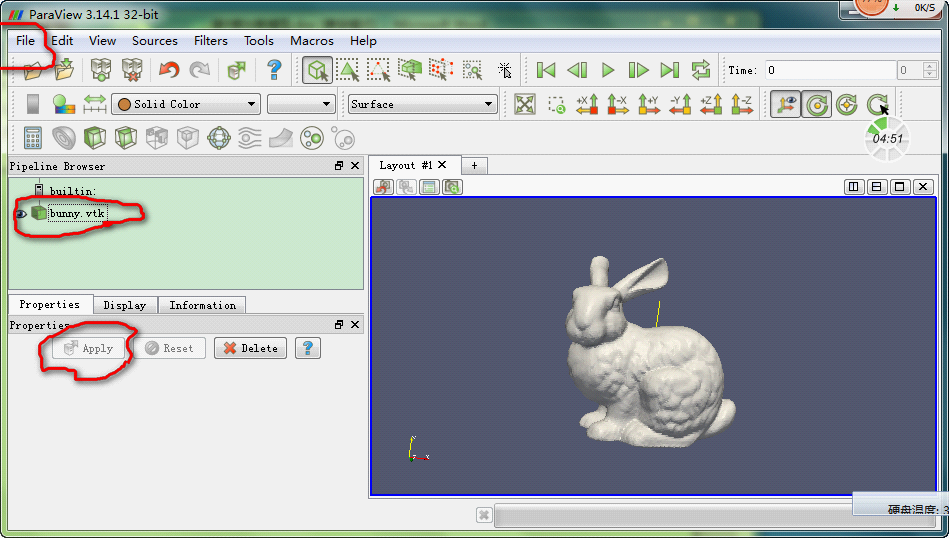 ParaView 3.14.1 32-bit
0K/S
File Edit View Sources Filters Tools Macros Help
Time: 0 0
Solid Color Surface
+X -X +Y -Y +Z -Z
04:51
Pipeline Browser
Layout #1 +
builtin:
bunny.vtk
Properties Display Information
Properties
Apply Reset Delete ?
硬盘温度: 3